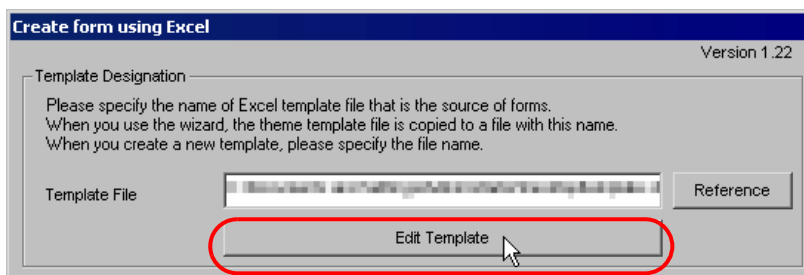 Create form using Excel
Version 1.22
Template Designation
Please specify the name of Excel template file that is the source of forms.
When you use the wizard, the theme template file is copied to a file with this name.
When you create a new template, please specify the file name.
Template File
Reference
Edit Template